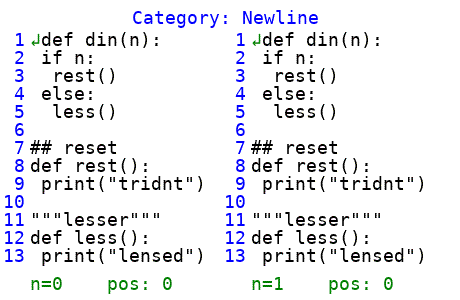 Category: Newline
1 ↲def din(n): 1 ↲def din(n):
2  if n: 2  if n:
3   rest() 3   rest()
4  else: 4  else:
5   less() 5   less()
6 6
7 ## reset 7 ## reset
8 def rest(): 8 def rest():
9  print("tridnt") 9  print("tridnt")
10 10
11 """lesser""" 11 """lesser"""
12 def less(): 12 def less():
13  print("lensed") 13  print("lensed")
n=0 pos: 0 n=1 pos: 0